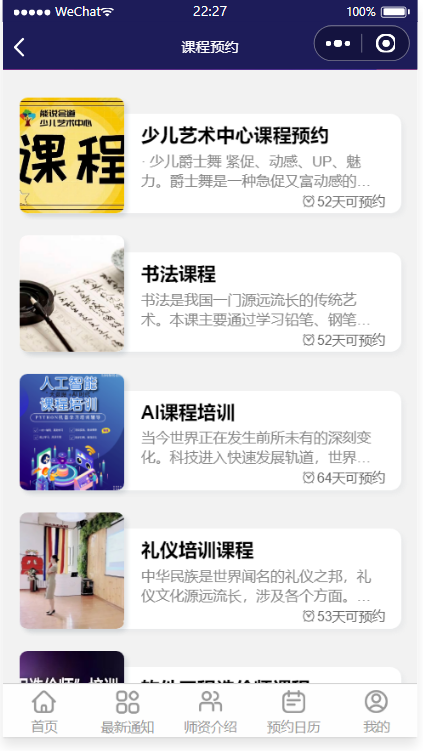 WeChat
22:27
100%
课程预约
能说会道
少儿艺术中心
课程
少儿艺术中心课程预约
· 少儿爵士舞 紧促、动感、UP、魅
力。爵士舞是一种急促又富动感的...
52天可预约
书法课程
书法是我国一门源远流长的传统艺
术。本课主要通过学习铅笔、钢笔...
52天可预约
人工智能
课程培训
AI课程培训
当今世界正在发生前所未有的深刻变
化。科技进入快速发展轨道，世界...
64天可预约
礼仪培训课程
中华民族是世界闻名的礼仪之邦，礼
仪文化源远流长，涉及各个方面。...
53天可预约
首页
最新通知
师资介绍
预约日历
我的